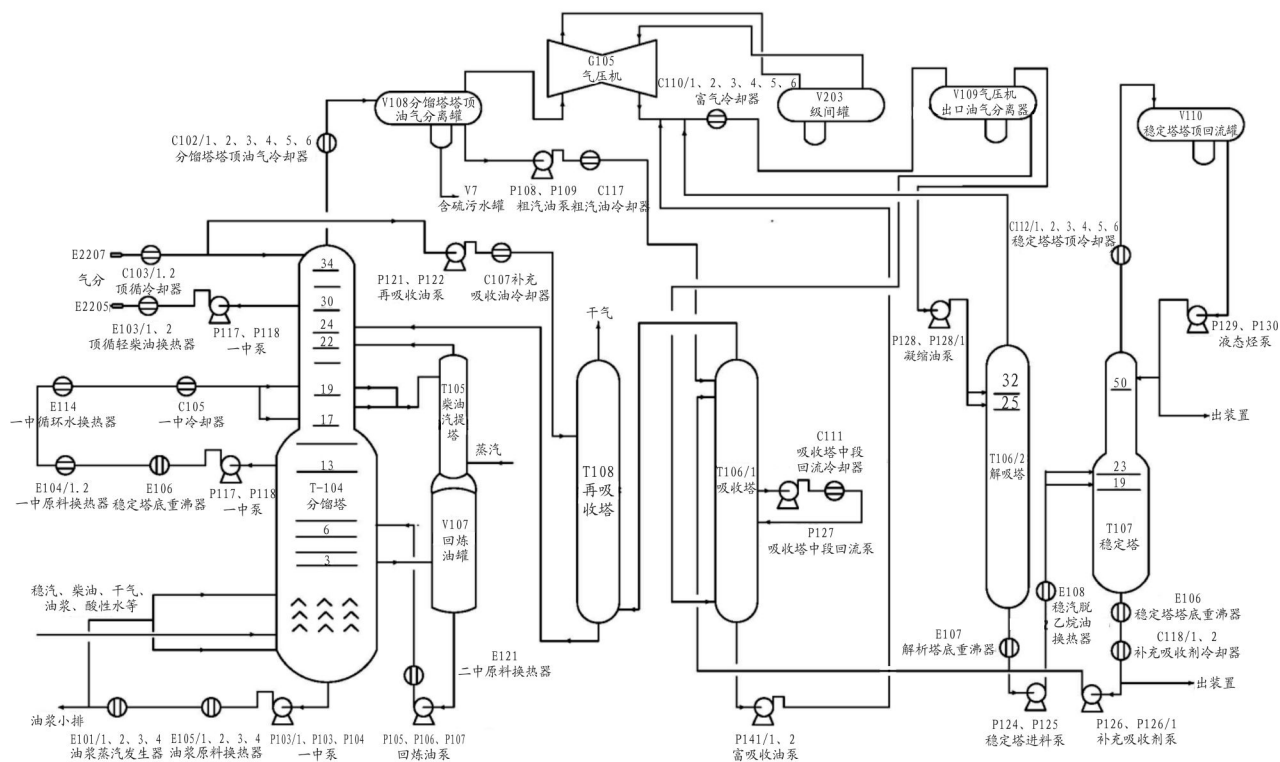 G105
气压机
C110/1、2、3、4、5、6
富气冷却器
V203
级间罐
V109气压机
出口油气分离器
V110
稳定塔塔顶回流罐
V108分馏塔塔顶
油气分离罐
C102/1、2、3、4、5、6
分馏塔塔顶油气冷却器
V7
含硫污水罐
P108、P109
粗汽油泵
C117
粗汽油冷却器
C112/1、2、3、4、5、6
稳定塔塔顶冷却器
E2207
气分
C103/1.2
顶循冷却器
E2205
E103/1、2
顶循轻柴油换热器
P117、P118
一中泵
P121、P122
再吸收油泵
C107补充
吸收油冷却器
干气
P128、P128/1
凝缩油泵
P129、P130
液态烃泵
34
30
24
22
19
17
13
T-104
分馏塔
6
3
T105
柴油
汽提
塔
蒸汽
V107
回炼
油罐
E114
一中循环水换热器
C105
一中冷却器
E104/1.2
一中原料换热器
E106
稳定塔底重沸器
P117、P118
一中泵
T108
再吸
收塔
T106/1
吸收塔
C111
吸收塔中段
回流冷却器
P127
吸收塔中段回流泵
32
25
T106/2
解吸塔
50
出装置
23
19
T107
稳定塔
稳汽、柴油、干气、
油浆、酸性水等
E121
二中原料换热器
E107
解析塔底重沸器
E108
稳汽脱
乙烷油
换热器
E106
稳定塔塔底重沸器
C118/1、2
补充吸收剂冷却器
出装置
油浆小排
E101/1、2、3、4
油浆蒸汽发生器
E105/1、2、3、4
油浆原料换热器
P103/1、P103、P104
一中泵
P105、P106、P107
回炼油泵
P141/1、2
富吸收油泵
P124、P125
稳定塔进料泵
P126、P126/1
补充吸收剂泵